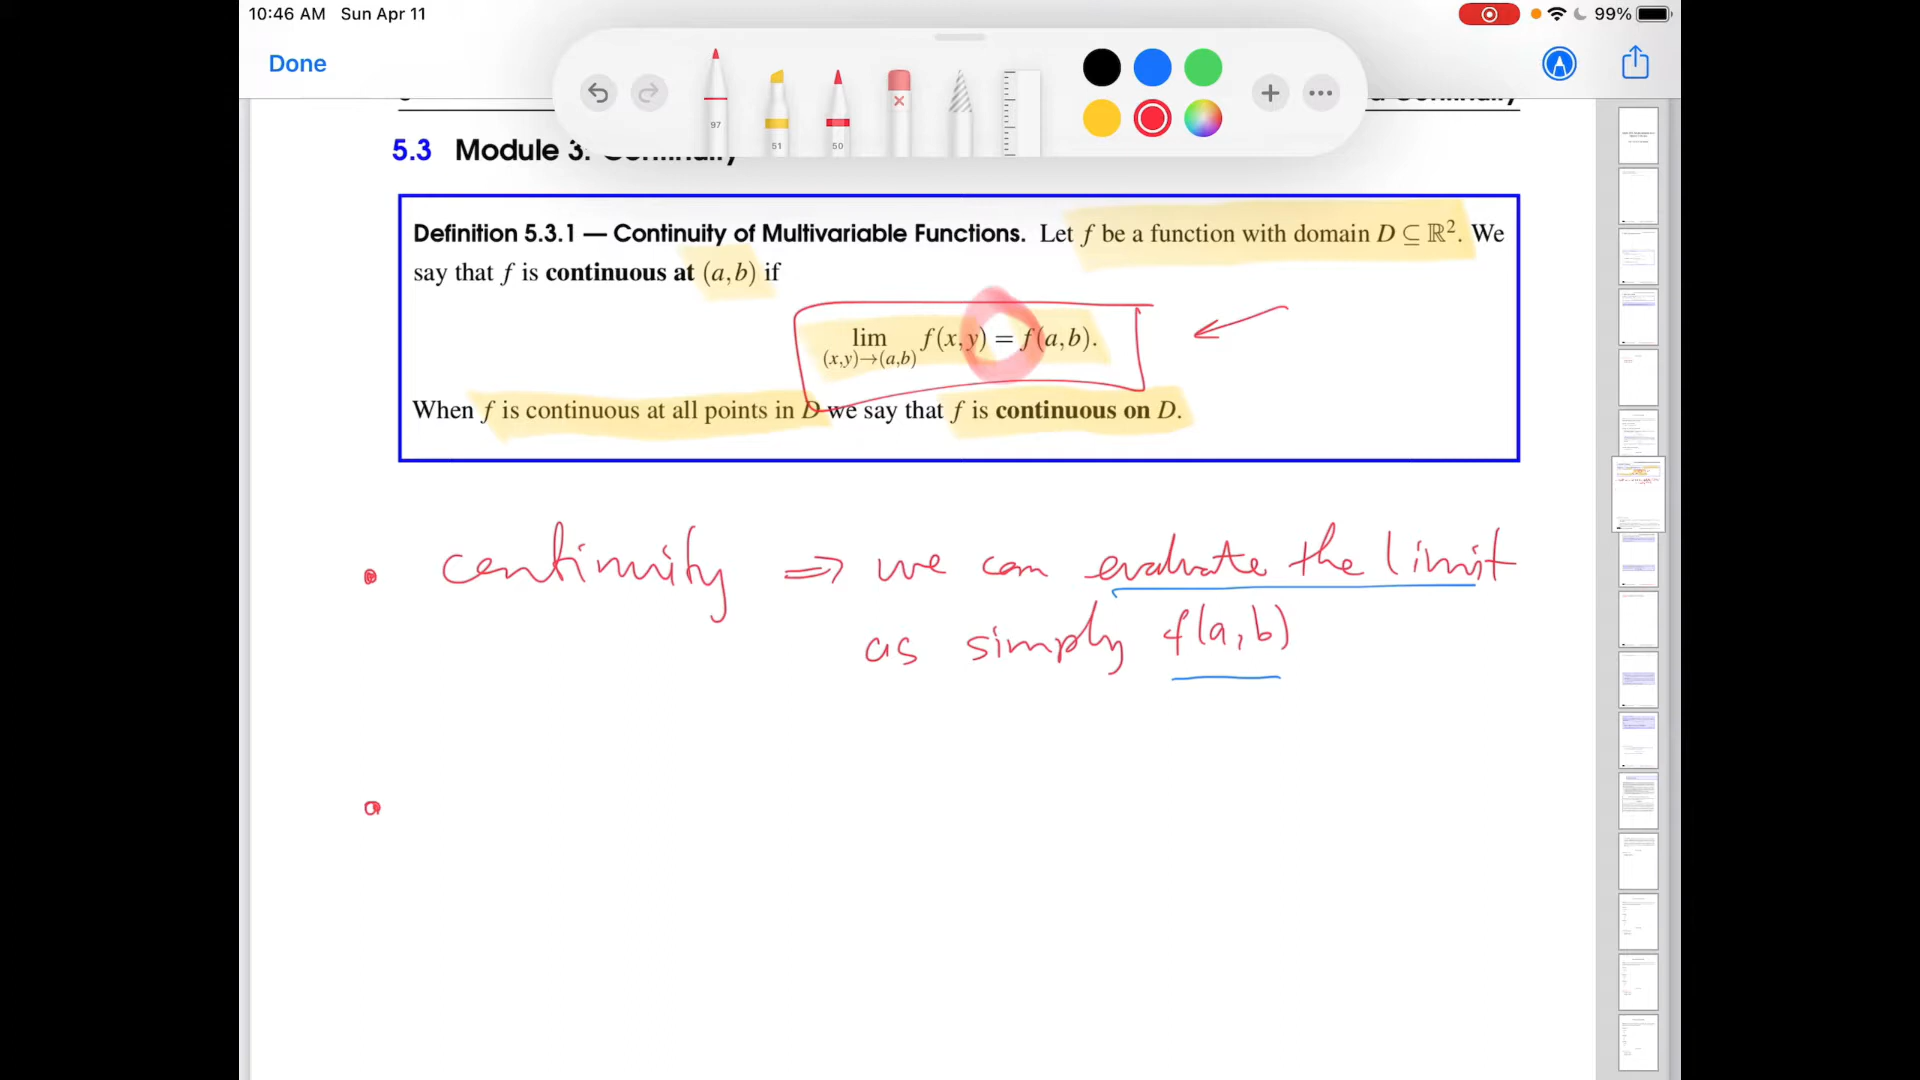 10:46 AM Sun Apr 11
99%
Done
97
51
50
5.3 Module 3: Continuity
Definition 5.3.1 — Continuity of Multivariable Functions. Let f be a function with domain D ⊆ ℝ². We
say that f is continuous at (a,b) if
lim f(x,y) = f(a,b).
(x,y)→(a,b)
When f is continuous at all points in D we say that f is continuous on D.
• continuity ⇒ we can evaluate the limit
as simply f(a,b)
•